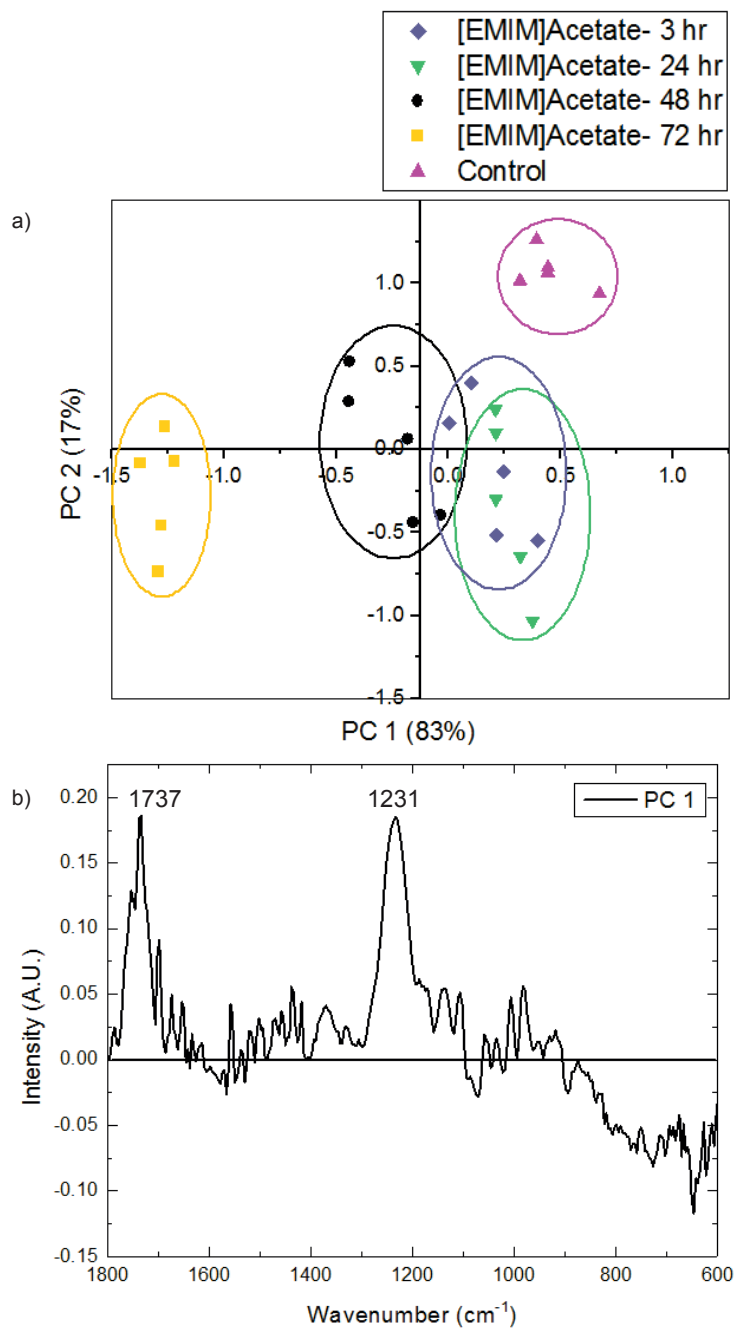 [EMIM]Acetate- 3 hr
[EMIM]Acetate- 24 hr
[EMIM]Acetate- 48 hr
[EMIM]Acetate- 72 hr
Control
a)
1.0
0.5
0.0
-1.5 -1.0 -0.5 0.0 0.5 1.0
-0.5
-1.0
-1.5
PC 2 (17%)
PC 1 (83%)
b)
1737 1231
PC 1
0.20
0.15
0.10
0.05
0.00
-0.05
-0.10
-0.15
Intensity (A.U.)
1800 1600 1400 1200 1000 800 600
Wavenumber (cm⁻¹)